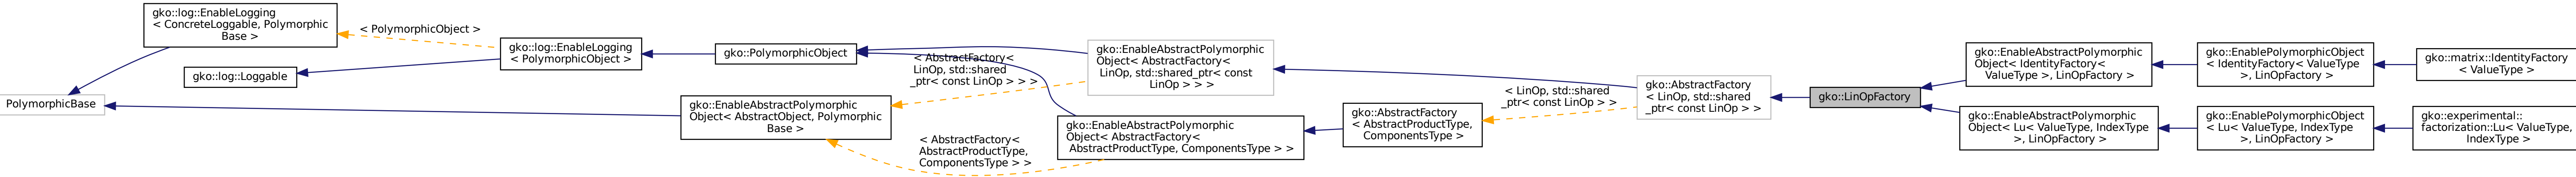 gko::log::EnableLogging
< ConcreteLoggable, Polymorphic
Base >
< PolymorphicObject >
gko::log::EnableLogging
< PolymorphicObject >
gko::log::Loggable
PolymorphicBase
gko::PolymorphicObject
gko::EnableAbstractPolymorphic
Object< AbstractObject, Polymorphic
Base >
< AbstractFactory<
LinOp, std::shared
_ptr< const LinOp > > >
< AbstractFactory<
AbstractProductType,
ComponentsType > >
gko::EnableAbstractPolymorphic
Object< AbstractFactory<
LinOp, std::shared_ptr< const
LinOp > > >
gko::EnableAbstractPolymorphic
Object< AbstractFactory<
AbstractProductType, ComponentsType > >
gko::AbstractFactory
< AbstractProductType,
ComponentsType >
< LinOp, std::shared
_ptr< const LinOp > >
gko::AbstractFactory
< LinOp, std::shared
_ptr< const LinOp > >
gko::LinOpFactory
gko::EnableAbstractPolymorphic
Object< IdentityFactory<
ValueType >, LinOpFactory >
gko::EnablePolymorphicObject
< IdentityFactory< ValueType
>, LinOpFactory >
gko::matrix::IdentityFactory
< ValueType >
gko::EnableAbstractPolymorphic
Object< Lu< ValueType, IndexType
>, LinOpFactory >
gko::EnablePolymorphicObject
< Lu< ValueType, IndexType
>, LinOpFactory >
gko::experimental::
factorization::Lu< ValueType,
IndexType >